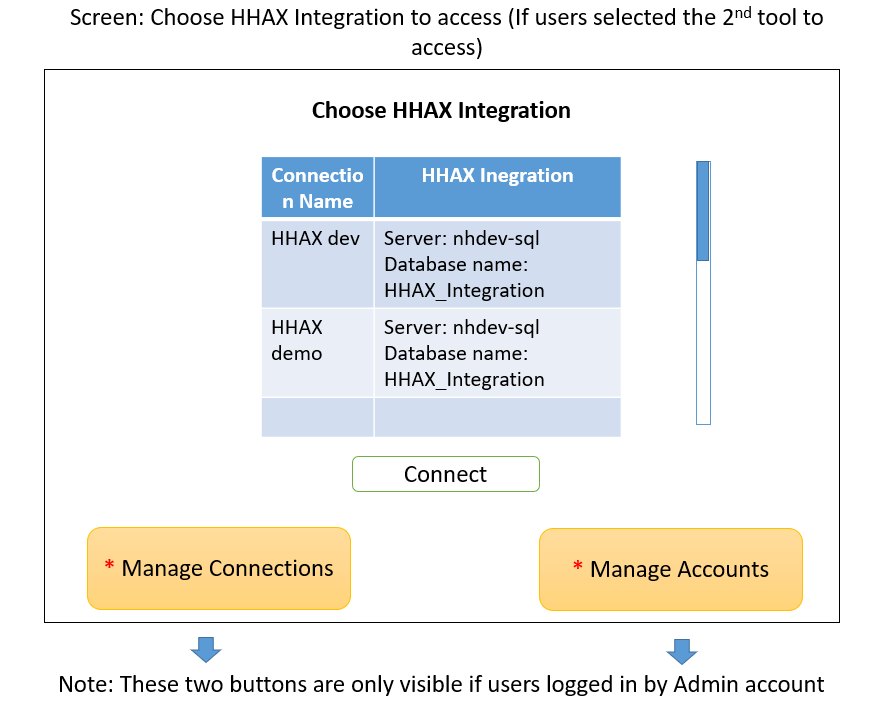 Screen: Choose HHAX Integration to access (If users selected the 2nd tool to
access)
Choose HHAX Integration
Connectio
n Name
HHAX Inegration
HHAX dev
Server: nhdev-sql
Database name:
HHAX_Integration
HHAX
demo
Server: nhdev-sql
Database name:
HHAX_Integration
Connect
* Manage Connections
* Manage Accounts
Note: These two buttons are only visible if users logged in by Admin account